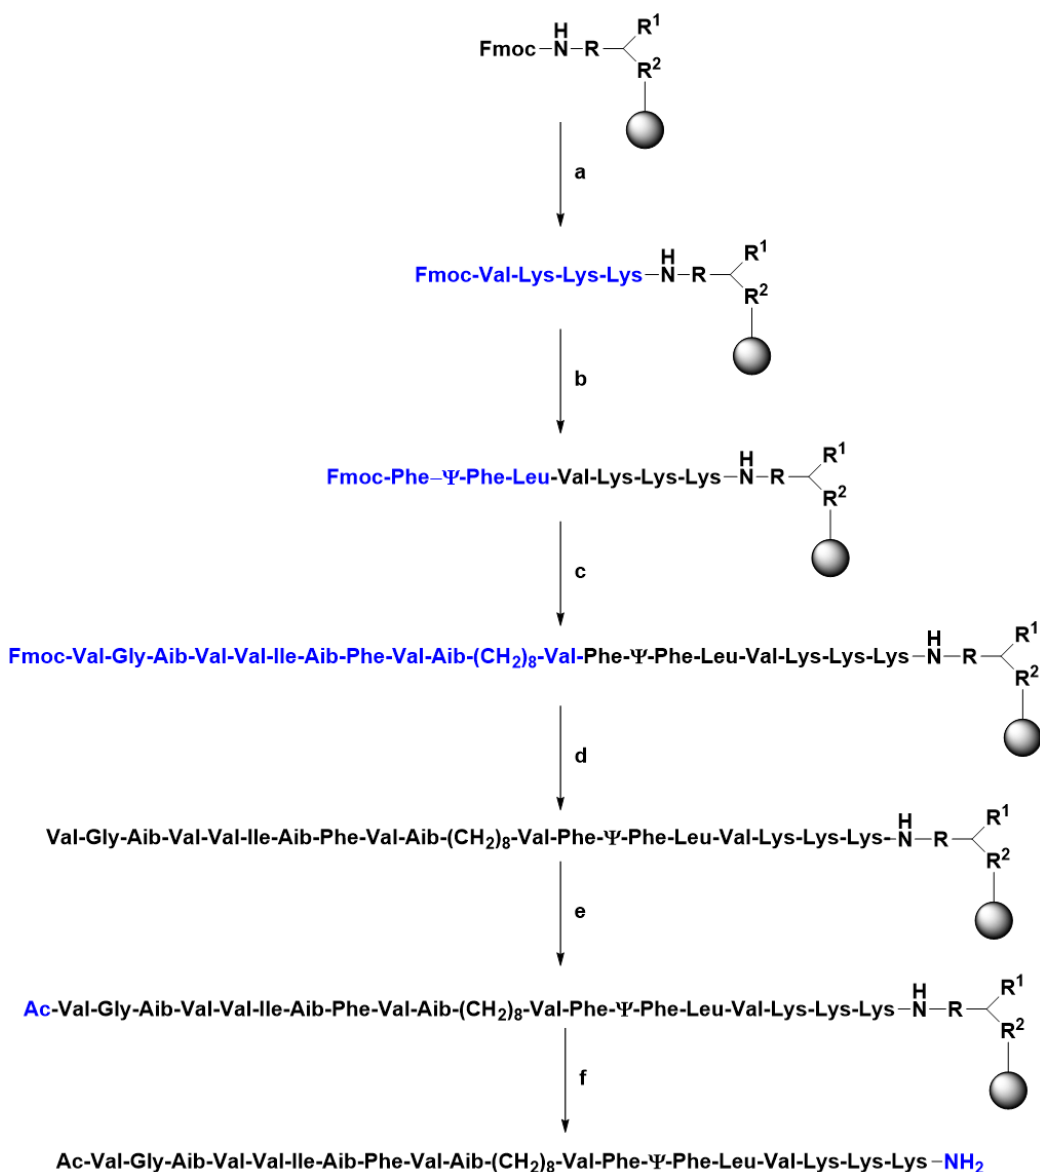 H R¹
Fmoc–N–R
R²
a
H R¹
Fmoc-Val-Lys-Lys-Lys–N–R
R²
b
H R¹
Fmoc-Phe–Ψ-Phe-Leu-Val-Lys-Lys-Lys–N–R
R²
c
H R¹
Fmoc-Val-Gly-Aib-Val-Val-Ile-Aib-Phe-Val-Aib-(CH₂)₈-Val-Phe-Ψ-Phe-Leu-Val-Lys-Lys-Lys–N–R
R²
d
H R¹
Val-Gly-Aib-Val-Val-Ile-Aib-Phe-Val-Aib-(CH₂)₈-Val-Phe-Ψ-Phe-Leu-Val-Lys-Lys-Lys-N–R
R²
e
H R¹
Ac-Val-Gly-Aib-Val-Val-Ile-Aib-Phe-Val-Aib-(CH₂)₈-Val-Phe-Ψ-Phe-Leu-Val-Lys-Lys-Lys–N–R
R²
f
Ac-Val-Gly-Aib-Val-Val-Ile-Aib-Phe-Val-Aib-(CH₂)₈-Val-Phe-Ψ-Phe-Leu-Val-Lys-Lys-Lys–NH₂